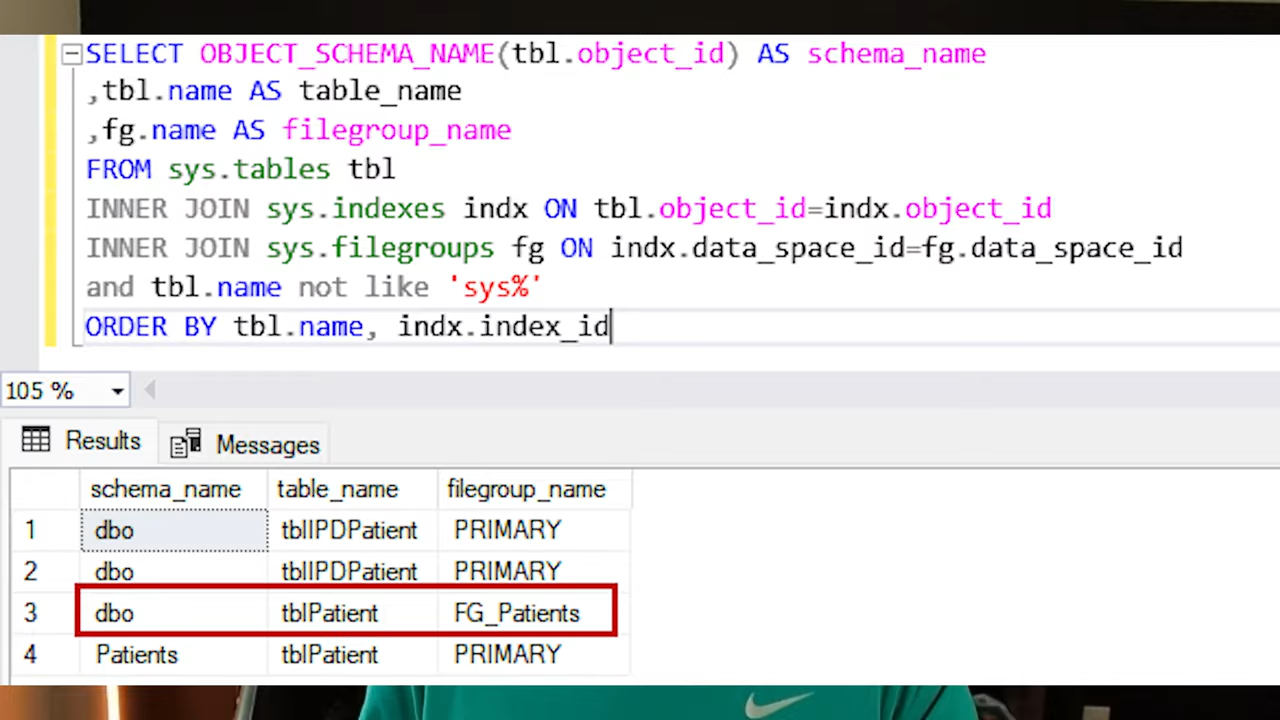 SELECT OBJECT_SCHEMA_NAME(tbl.object_id) AS schema_name
,tbl.name AS table_name
,fg.name AS filegroup_name
FROM sys.tables tbl
INNER JOIN sys.indexes indx ON tbl.object_id=indx.object_id
INNER JOIN sys.filegroups fg ON indx.data_space_id=fg.data_space_id
and tbl.name not like 'sys%'
ORDER BY tbl.name, indx.index_id
105 %
Results Messages
schema_name table_name filegroup_name
1 dbo tblIPDPatient PRIMARY
2 dbo tblIPDPatient PRIMARY
3 dbo tblPatient FG_Patients
4 Patients tblPatient PRIMARY